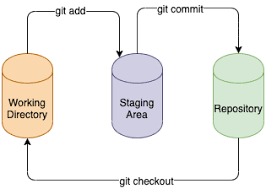 git add
git commit
Working
Directory
Staging
Area
Repository
git checkout